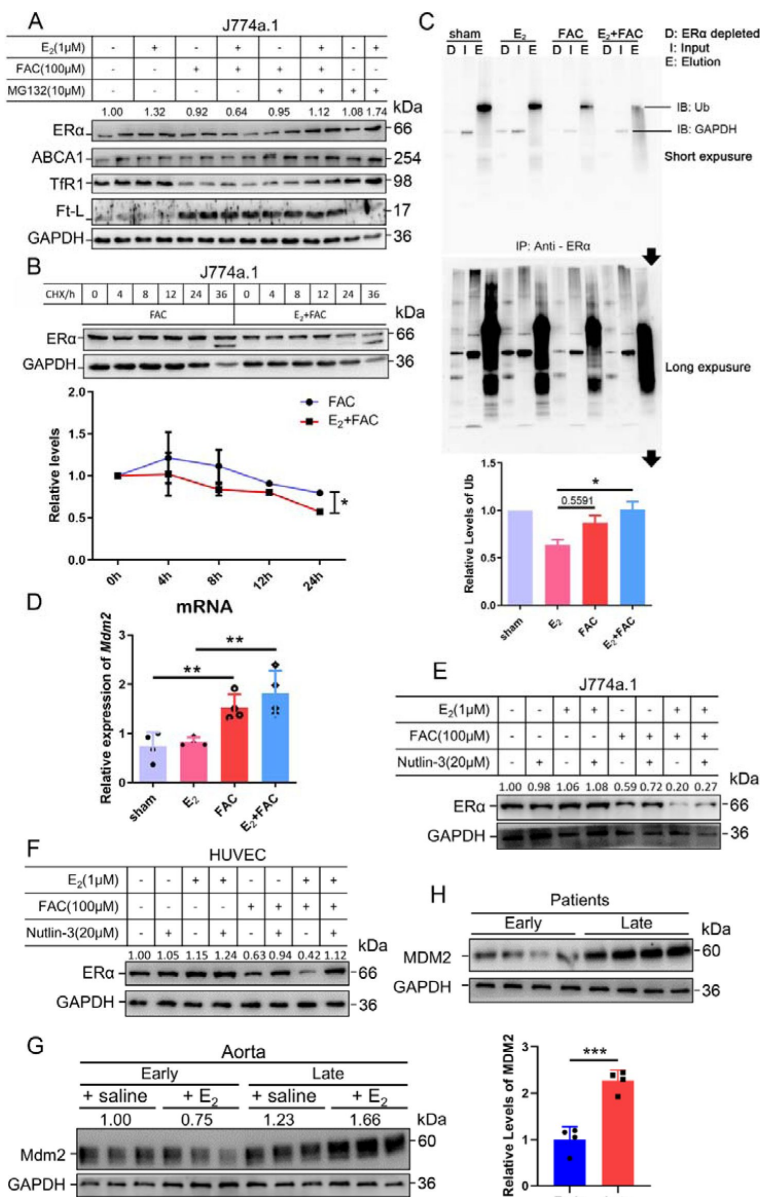 A
J774a.1
E2(1μM) - + - + - + - +
FAC(100μM) - - + + + + - -
MG132(10μM) - - - - + + + +
1.00 1.32 0.92 0.64 0.95 1.12 1.08 1.74 kDa
ERα 66
ABCA1 254
TfR1 98
Ft-L 17
GAPDH 36
B
J774a.1
CHX/h 0 4 8 12 24 36 0 4 8 12 24 36
FAC E2+FAC kDa
ERα 66
GAPDH 36
Relative levels
2.0
1.5
1.0
0.5
0.0
FAC
E2+FAC
*
0h 4h 8h 12h 24h
C
sham E2 FAC E2+FAC
D I E D I E D I E D I E
D: ERα depleted
I: Input
E: Elution
IB: Ub
IB: GAPDH
Short expusure
IP: Anti - ERα
Long expusure
Relative Levels of Ub
1.5
1.0
0.5
0.0
0.5591
*
sham E2 FAC E2+FAC
D
mRNA
Relative expression of Mdm2
3
2
1
0
** **
sham E2 FAC E2+FAC
E
J774a.1
E2(1μM) - - + + - - + +
FAC(100μM) - - - - + + + +
Nutlin-3(20μM) - + - + - + - +
1.00 0.98 1.06 1.08 0.59 0.72 0.20 0.27 kDa
ERα 66
GAPDH 36
F
HUVEC
E2(1μM) - - + + - - + +
FAC(100μM) - - - - + + + +
Nutlin-3(20μM) - + - + - + - +
1.00 1.05 1.15 1.24 0.63 0.94 0.42 1.12 kDa
ERα 66
GAPDH 36
G
Aorta
Early Late
+ saline + E2 + saline + E2
1.00 0.75 1.23 1.66 kDa
Mdm2 60
GAPDH 36
H
Patients
Early Late kDa
MDM2 60
GAPDH 36
Relative Levels of MDM2
3
2
1
0
***